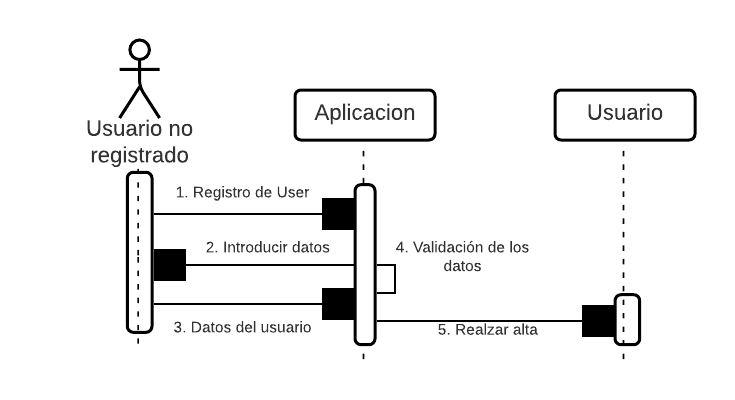 Usuario no
registrado
Aplicacion
Usuario
1. Registro de User
2. Introducir datos
4. Validación de los
datos
3. Datos del usuario
5. Realzar alta